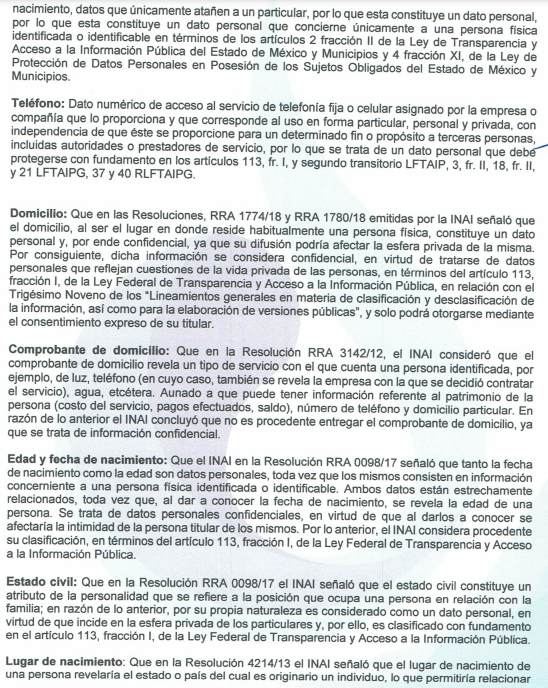 nacimiento, datos que únicamente atañen a un particular, por lo que esta constituye un dato personal,
por lo que esta constituye un dato personal que concierne únicamente a una persona física
identificada o identificable en términos de los artículos 2 fracción II de la Ley de Transparencia y
Acceso a la Información Pública del Estado de México y Municipios y 4 fracción XI, de la Ley de
Protección de Datos Personales en Posesión de los Sujetos Obligados del Estado de México y
Municipios.
Teléfono: Dato numérico de acceso al servicio de telefonía fija o celular asignado por la empresa o
compañía que lo proporciona y que corresponde al uso en forma particular, personal y privada, con
independencia de que éste se proporcione para un determinado fin o propósito a terceras personas,
incluidas autoridades o prestadores de servicio, por lo que se trata de un dato personal que debe
protegerse con fundamento en los artículos 113, fr. I, y segundo transitorio LFTAIP, 3, fr. II, 18, fr. II,
y 21 LFTAIPG, 37 y 40 RLFTAIPG.
Domicilio: Que en las Resoluciones, RRA 1774/18 y RRA 1780/18 emitidas por la INAI señaló que
el domicilio, al ser el lugar en donde reside habitualmente una persona física, constituye un dato
personal y, por ende confidencial, ya que su difusión podría afectar la esfera privada de la misma.
Por consiguiente, dicha información se considera confidencial, en virtud de tratarse de datos
personales que reflejan cuestiones de la vida privada de las personas, en términos del artículo 113,
fracción I, de la Ley Federal de Transparencia y Acceso a la Información Pública, en relación con el
Trigésimo Noveno de los "Lineamientos generales en materia de clasificación y desclasificación de
la información, así como para la elaboración de versiones públicas", y solo podrá otorgarse mediante
el consentimiento expreso de su titular.
Comprobante de domicilio: Que en la Resolución RRA 3142/12, el INAI consideró que el
comprobante de domicilio revela un tipo de servicio con el que cuenta una persona identificada, por
ejemplo, de luz, teléfono (en cuyo caso, también se revela la empresa con la que se decidió contratar
el servicio), agua, etcétera. Aunado a que puede tener información referente al patrimonio de la
persona (costo del servicio, pagos efectuados, saldo), número de teléfono y domicilio particular. En
razón de lo anterior el INAI concluyó que no es procedente entregar el comprobante de domicilio, ya
que se trata de información confidencial.
Edad y fecha de nacimiento: Que el INAI en la Resolución RRA 0098/17 señaló que tanto la fecha
de nacimiento como la edad son datos personales, toda vez que los mismos consisten en información
concerniente a una persona física identificada o identificable. Ambos datos están estrechamente
relacionados, toda vez que, al dar a conocer la fecha de nacimiento, se revela la edad de una
persona. Se trata de datos personales confidenciales, en virtud de que al darlos a conocer se
afectaría la intimidad de la persona titular de los mismos. Por lo anterior, el INAI considera procedente
su clasificación, en términos del artículo 113, fracción I, de la Ley Federal de Transparencia y Acceso
a la Información Pública.
Estado civil: Que en la Resolución RRA 0098/17 el INAI señaló que el estado civil constituye un
atributo de la personalidad que se refiere a la posición que ocupa una persona en relación con la
familia; en razón de lo anterior, por su propia naturaleza es considerado como un dato personal, en
virtud de que incide en la esfera privada de los particulares y, por ello, es clasificado con fundamento
en el artículo 113, fracción I, de la Ley Federal de Transparencia y Acceso a la Información Pública.
Lugar de nacimiento: Que en la Resolución 4214/13 el INAI señaló que el lugar de nacimiento de
una persona revelaría el estado o país del cual es originario un individuo, lo que permitiría relacionar